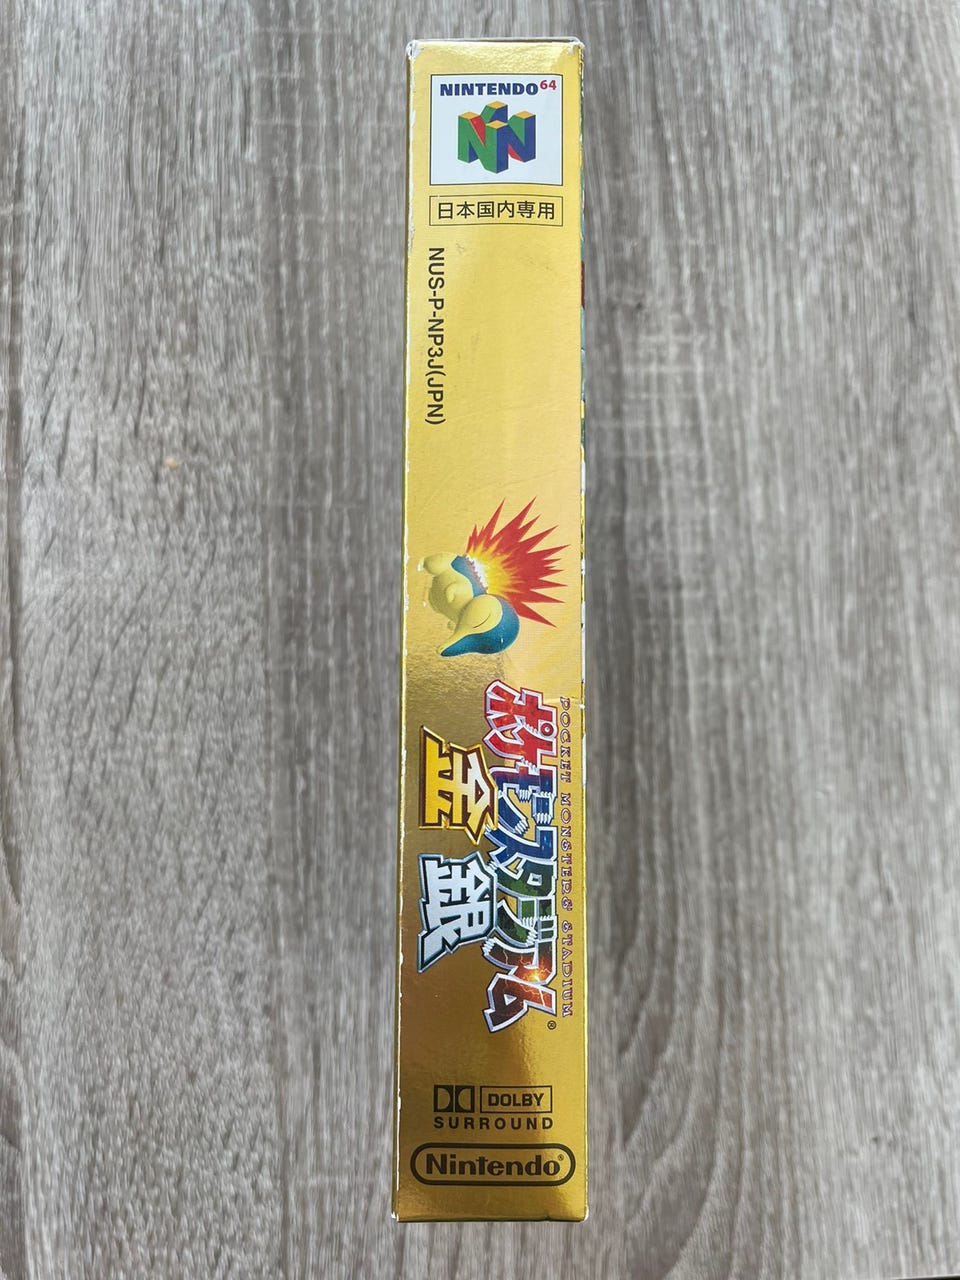 NINTENDO64
日本国内専用
NUS-P-NP3J(JPN)
POCKET MONSTERS STADIUM
ポケモンスタジアム®
金 銀
DOLBY
SURROUND
Nintendo®